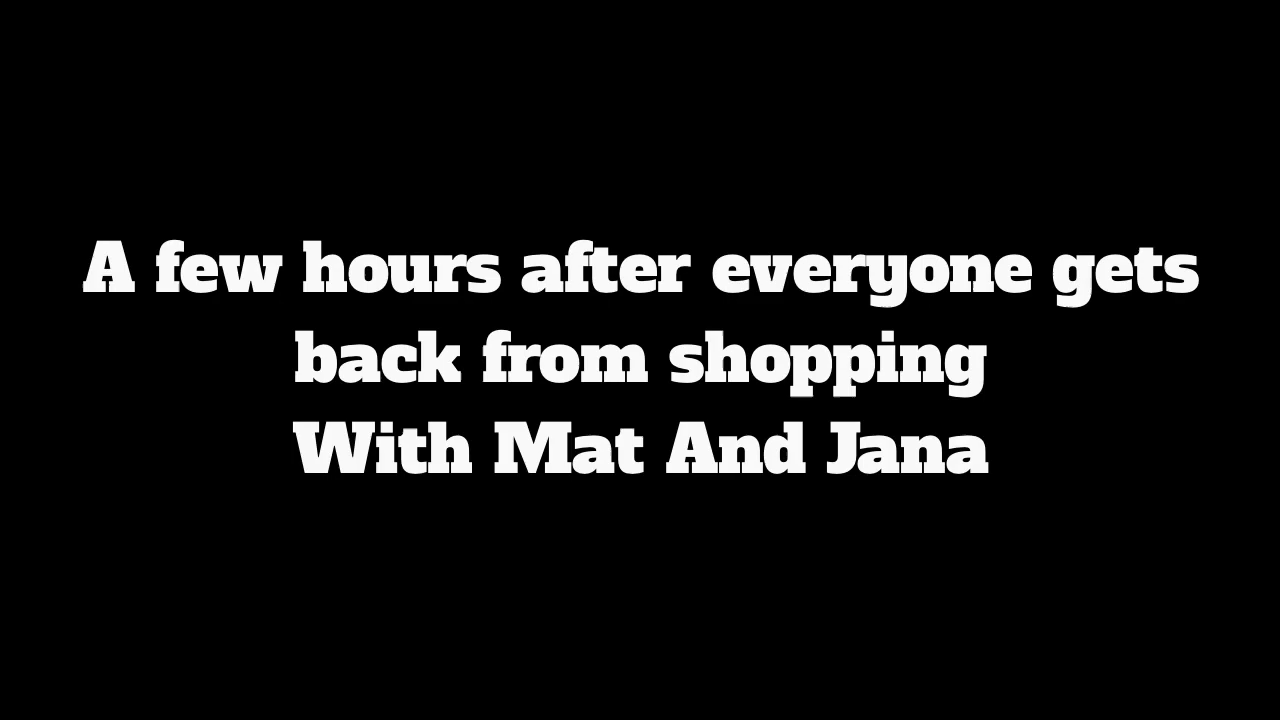 A few hours after everyone gets
back from shopping
With Mat And Jana